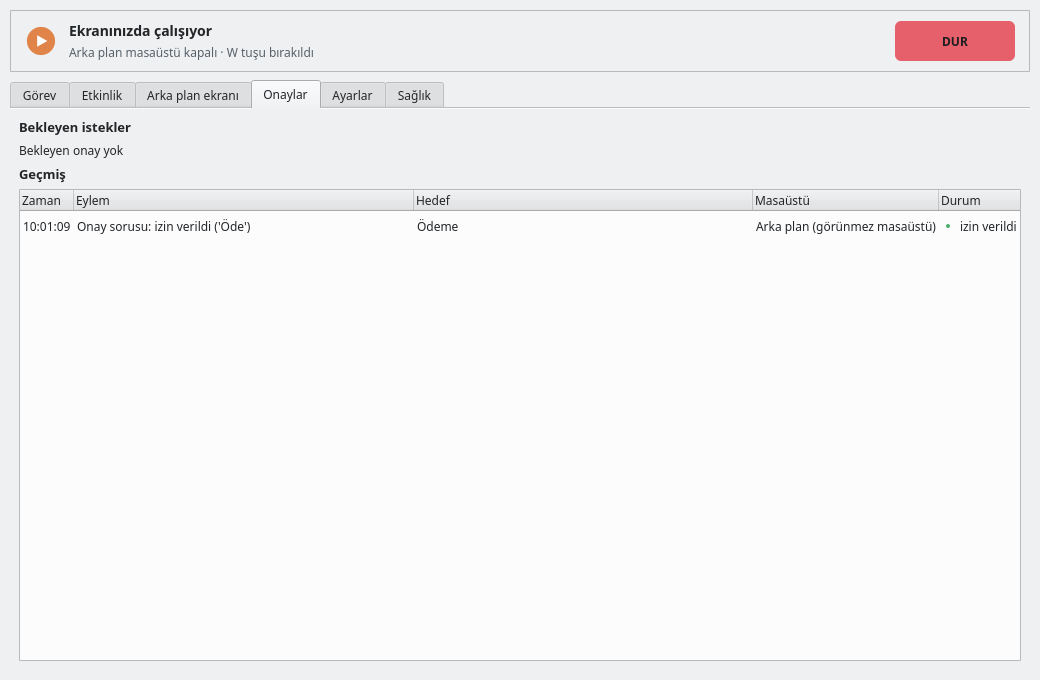 Ekranınızda çalışıyor
Arka plan masaüstü kapalı · W tuşu bırakıldı
DUR
Görev Etkinlik Arka plan ekranı Onaylar Ayarlar Sağlık
Bekleyen istekler
Bekleyen onay yok
Geçmiş
Zaman Eylem Hedef Masaüstü Durum
10:01:09 Onay sorusu: izin verildi ('Öde') Ödeme Arka plan (görünmez masaüstü) izin verildi